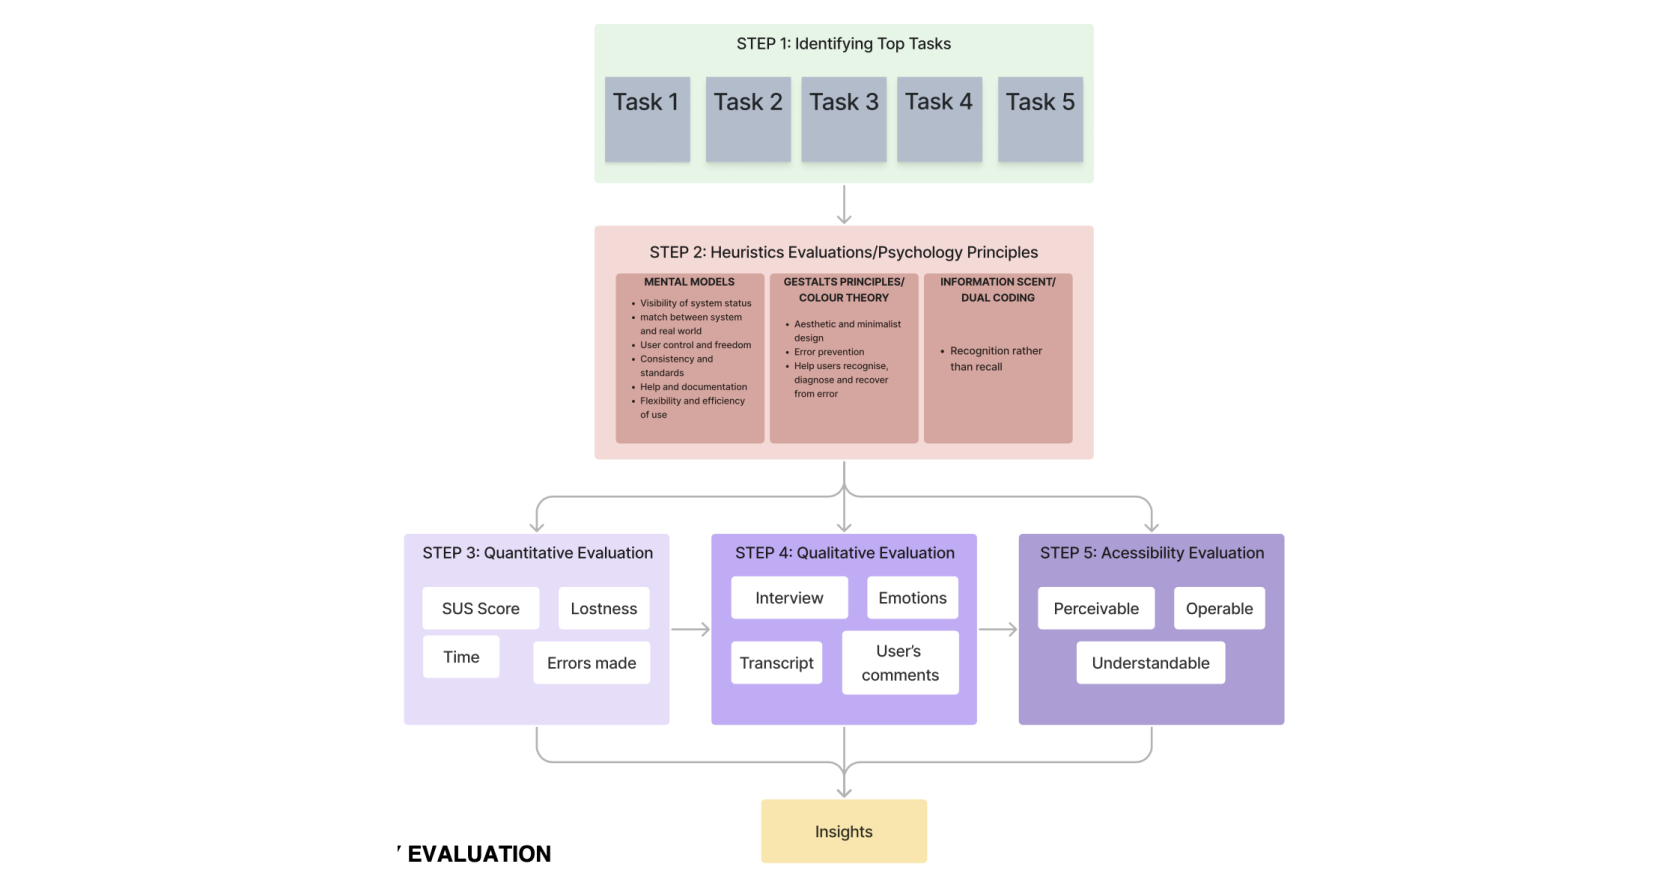 STEP 1: Identifying Top Tasks
Task 1
Task 2
Task 3
Task 4
Task 5
STEP 2: Heuristics Evaluations/Psychology Principles
MENTAL MODELS
• Visibility of system status
• match between system
and real world
• User control and freedom
• Consistency and
standards
• Help and documentation
• Flexibility and efficiency
of use
GESTALTS PRINCIPLES/
COLOUR THEORY
• Aesthetic and minimalist
design
• Error prevention
• Help users recognise,
diagnose and recover
from error
INFORMATION SCENT/
DUAL CODING
• Recognition rather
than recall
STEP 3: Quantitative Evaluation
SUS Score
Lostness
Time
Errors made
STEP 4: Qualitative Evaluation
Interview
Emotions
Transcript
User’s
comments
STEP 5: Acessibility Evaluation
Perceivable
Operable
Understandable
Insights
EVALUATION